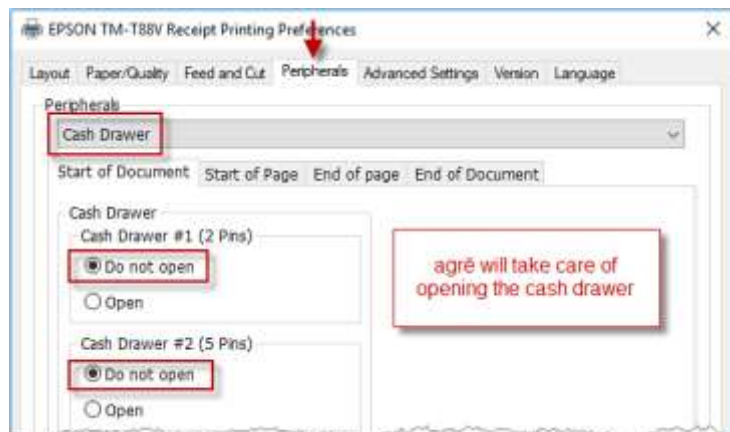 EPSON TM-T88V Receipt Printing Preferences
Layout Paper/Quality Feed and Cut Peripherals Advanced Settings Version Language
Peripherals
Cash Drawer
Start of Document Start of Page End of page End of Document
Cash Drawer
Cash Drawer #1 (2 Pins)
Do not open
Open
agrē will take care of
opening the cash drawer
Cash Drawer #2 (5 Pins)
Do not open
Open